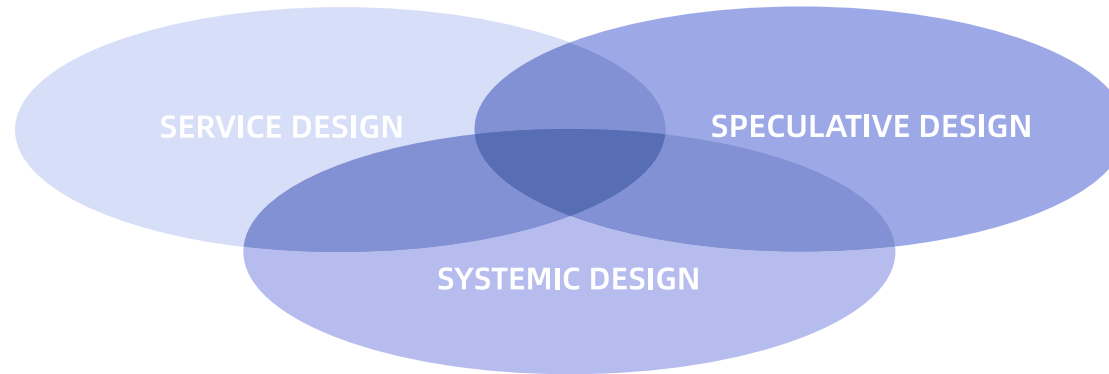 SERVICE DESIGN
SPECULATIVE DESIGN
SYSTEMIC DESIGN